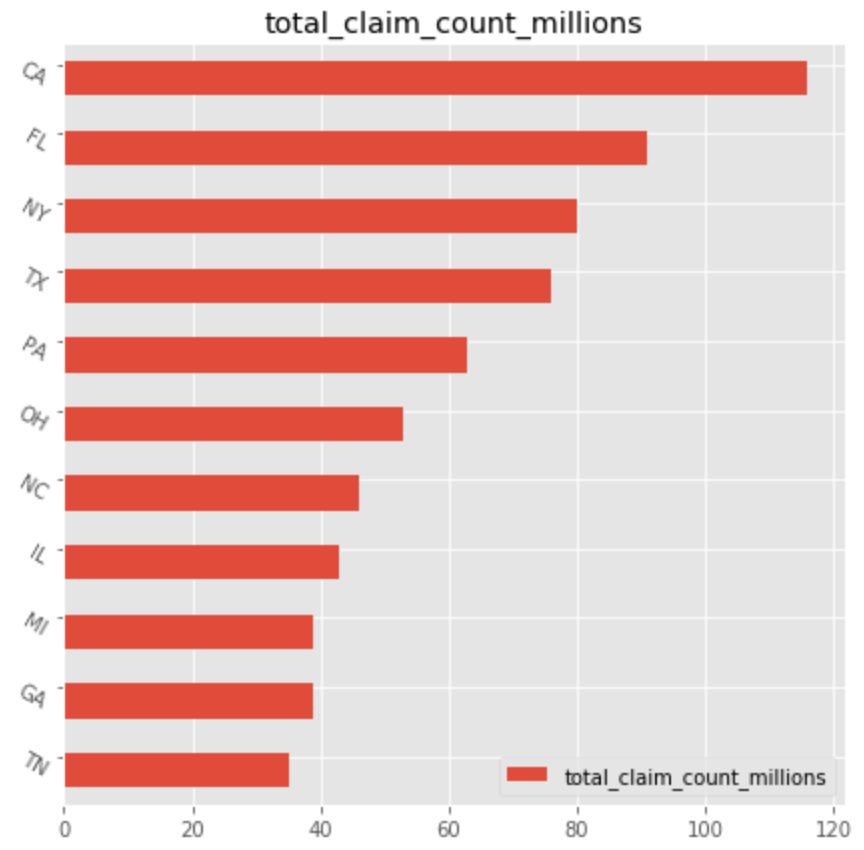 total_claim_count_millions
CA
FL
NY
TX
PA
OH
NC
IL
MI
GA
TN
total_claim_count_millions
0 20 40 60 80 100 120